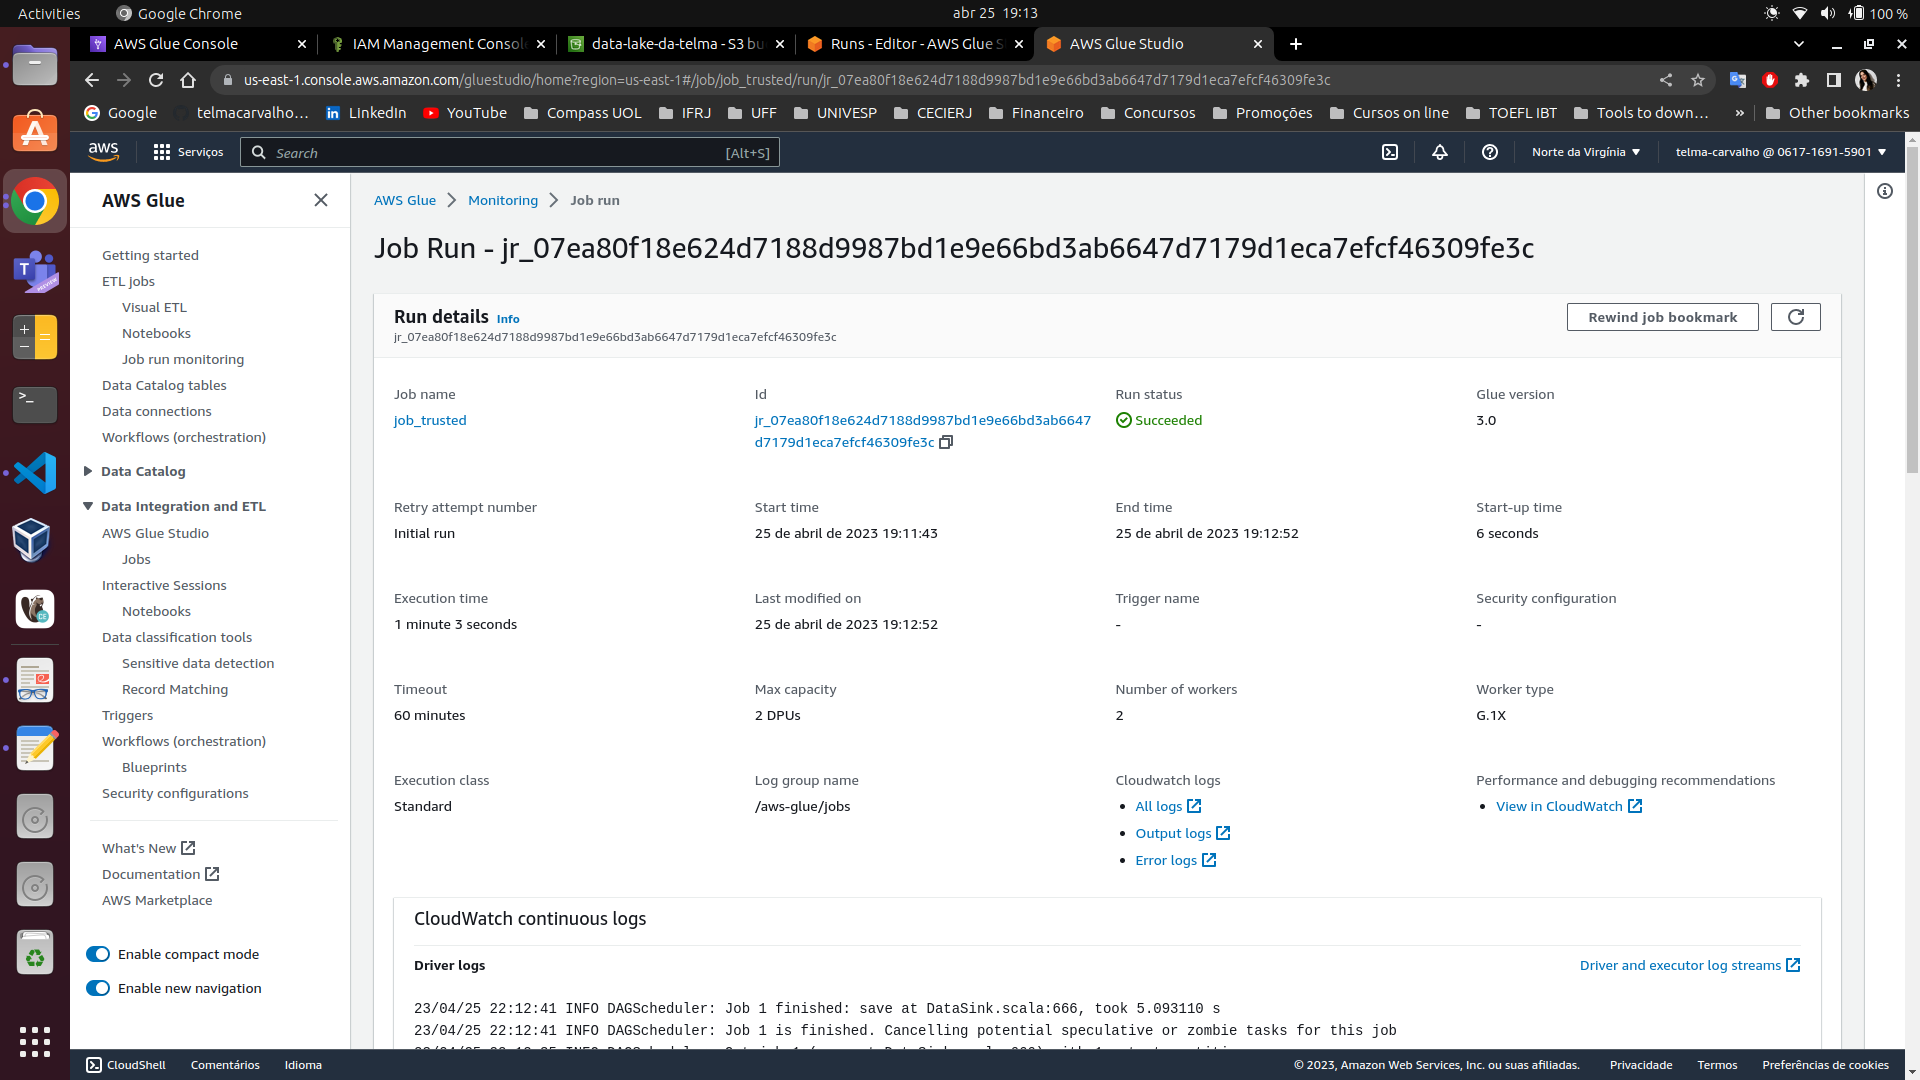 Activities
Google Chrome
abr 25 19:13
100 %
AWS Glue Console
IAM Management Consol
data-lake-da-telma - S3 bu
Runs - Editor - AWS Glue S
AWS Glue Studio
us-east-1.console.aws.amazon.com/gluestudio/home?region=us-east-1#/job/job_trusted/run/jr_07ea80f18e624d7188d9987bd1e9e66bd3ab6647d7179d1eca7efcf46309fe3c
Google
telmacarvalho...
LinkedIn
YouTube
Compass UOL
IFRJ
UFF
UNIVESP
CECIERJ
Financeiro
Concursos
Promoções
Cursos on line
TOEFL IBT
Tools to down...
»
Other bookmarks
aws
Serviços
Search
[Alt+S]
Norte da Virgínia
telma-carvalho @ 0617-1691-5901
AWS Glue
Getting started
ETL jobs
Visual ETL
Notebooks
Job run monitoring
Data Catalog tables
Data connections
Workflows (orchestration)
Data Catalog
Data Integration and ETL
AWS Glue Studio
Jobs
Interactive Sessions
Notebooks
Data classification tools
Sensitive data detection
Record Matching
Triggers
Workflows (orchestration)
Blueprints
Security configurations
What's New
Documentation
AWS Marketplace
Enable compact mode
Enable new navigation
AWS Glue
Monitoring
Job run
Job Run - jr_07ea80f18e624d7188d9987bd1e9e66bd3ab6647d7179d1eca7efcf46309fe3c
Run details Info
jr_07ea80f18e624d7188d9987bd1e9e66bd3ab6647d7179d1eca7efcf46309fe3c
Rewind job bookmark
Job name
job_trusted
Id
jr_07ea80f18e624d7188d9987bd1e9e66bd3ab6647
d7179d1eca7efcf46309fe3c
Run status
Succeeded
Glue version
3.0
Retry attempt number
Initial run
Start time
25 de abril de 2023 19:11:43
End time
25 de abril de 2023 19:12:52
Start-up time
6 seconds
Execution time
1 minute 3 seconds
Last modified on
25 de abril de 2023 19:12:52
Trigger name
-
Security configuration
-
Timeout
60 minutes
Max capacity
2 DPUs
Number of workers
2
Worker type
G.1X
Execution class
Standard
Log group name
/aws-glue/jobs
Cloudwatch logs
All logs
Output logs
Error logs
Performance and debugging recommendations
View in CloudWatch
CloudWatch continuous logs
Driver logs
Driver and executor log streams
23/04/25 22:12:41 INFO DAGScheduler: Job 1 finished: save at DataSink.scala:666, took 5.093110 s
23/04/25 22:12:41 INFO DAGScheduler: Job 1 is finished. Cancelling potential speculative or zombie tasks for this job
CloudShell
Comentários
Idioma
© 2023, Amazon Web Services, Inc. ou suas afiliadas.
Privacidade
Termos
Preferências de cookies